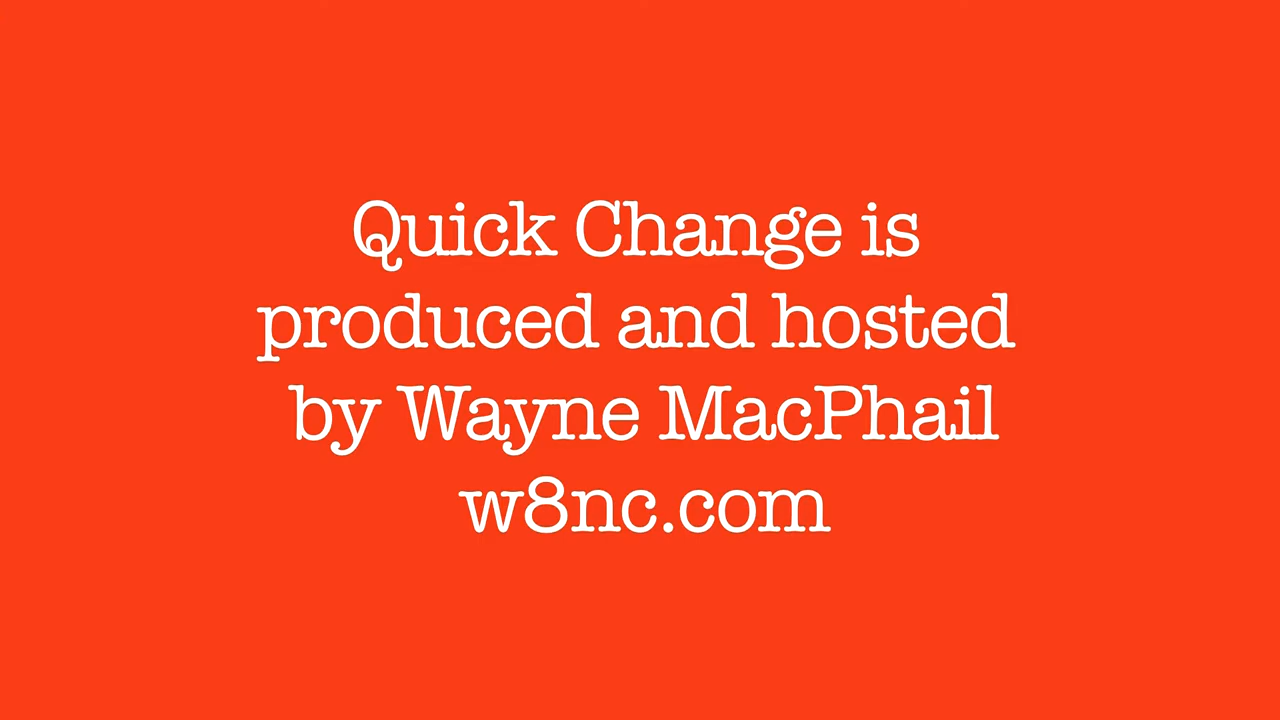 Quick Change is
produced and hosted
by Wayne MacPhail
w8nc.com